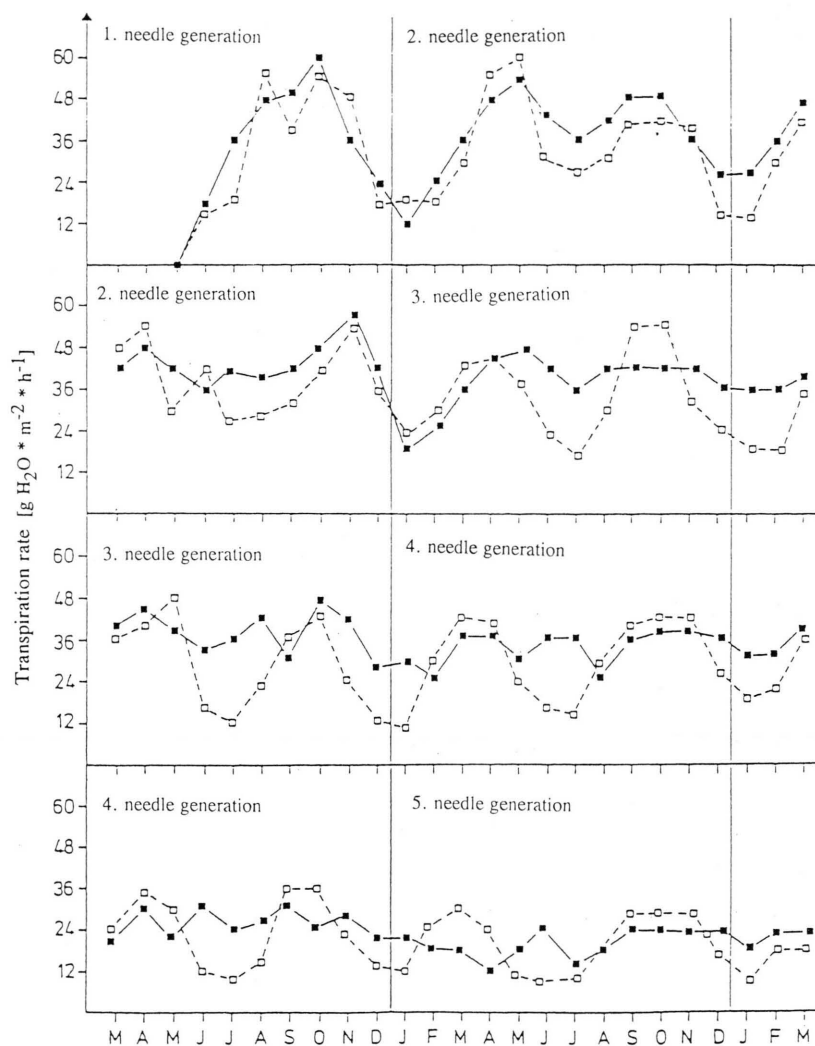 Transpiration rate [g H₂O * m⁻² * h⁻¹]
1. needle generation
2. needle generation
60
48
36
24
12
2. needle generation
3. needle generation
60
48
36
24
12
3. needle generation
4. needle generation
60
48
36
24
12
4. needle generation
5. needle generation
60
48
36
24
12
M A M J J A S O N D J F M A M J J A S O N D J F M